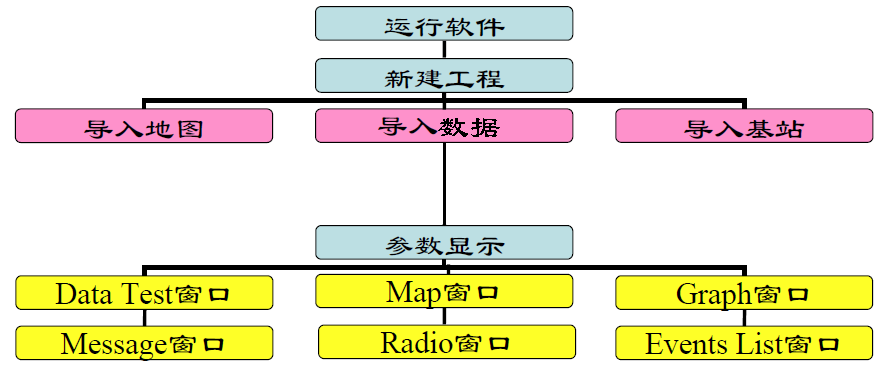 运行软件
新建工程
导入地图
导入数据
导入基站
参数显示
Data Test窗口
Map窗口
Graph窗口
Message窗口
Radio窗口
Events List窗口